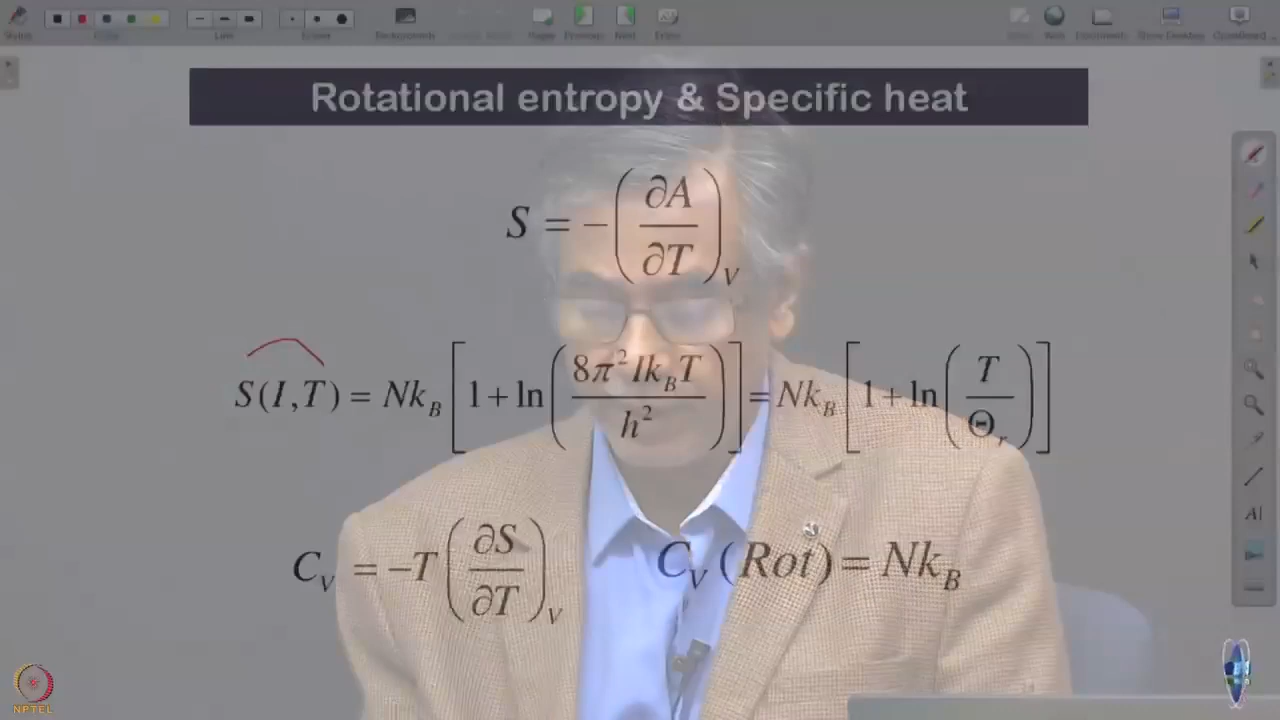 Rotational entropy & Specific heat
S = −(∂A/∂T)_V
S(I,T) = Nk_B [1 + ln(8π²Ik_BT / h²)] = Nk_B [1 + ln(T / Θ_r)]
C_V = −T(∂S/∂T)_V   C_V (Rot) = Nk_B
NPTEL